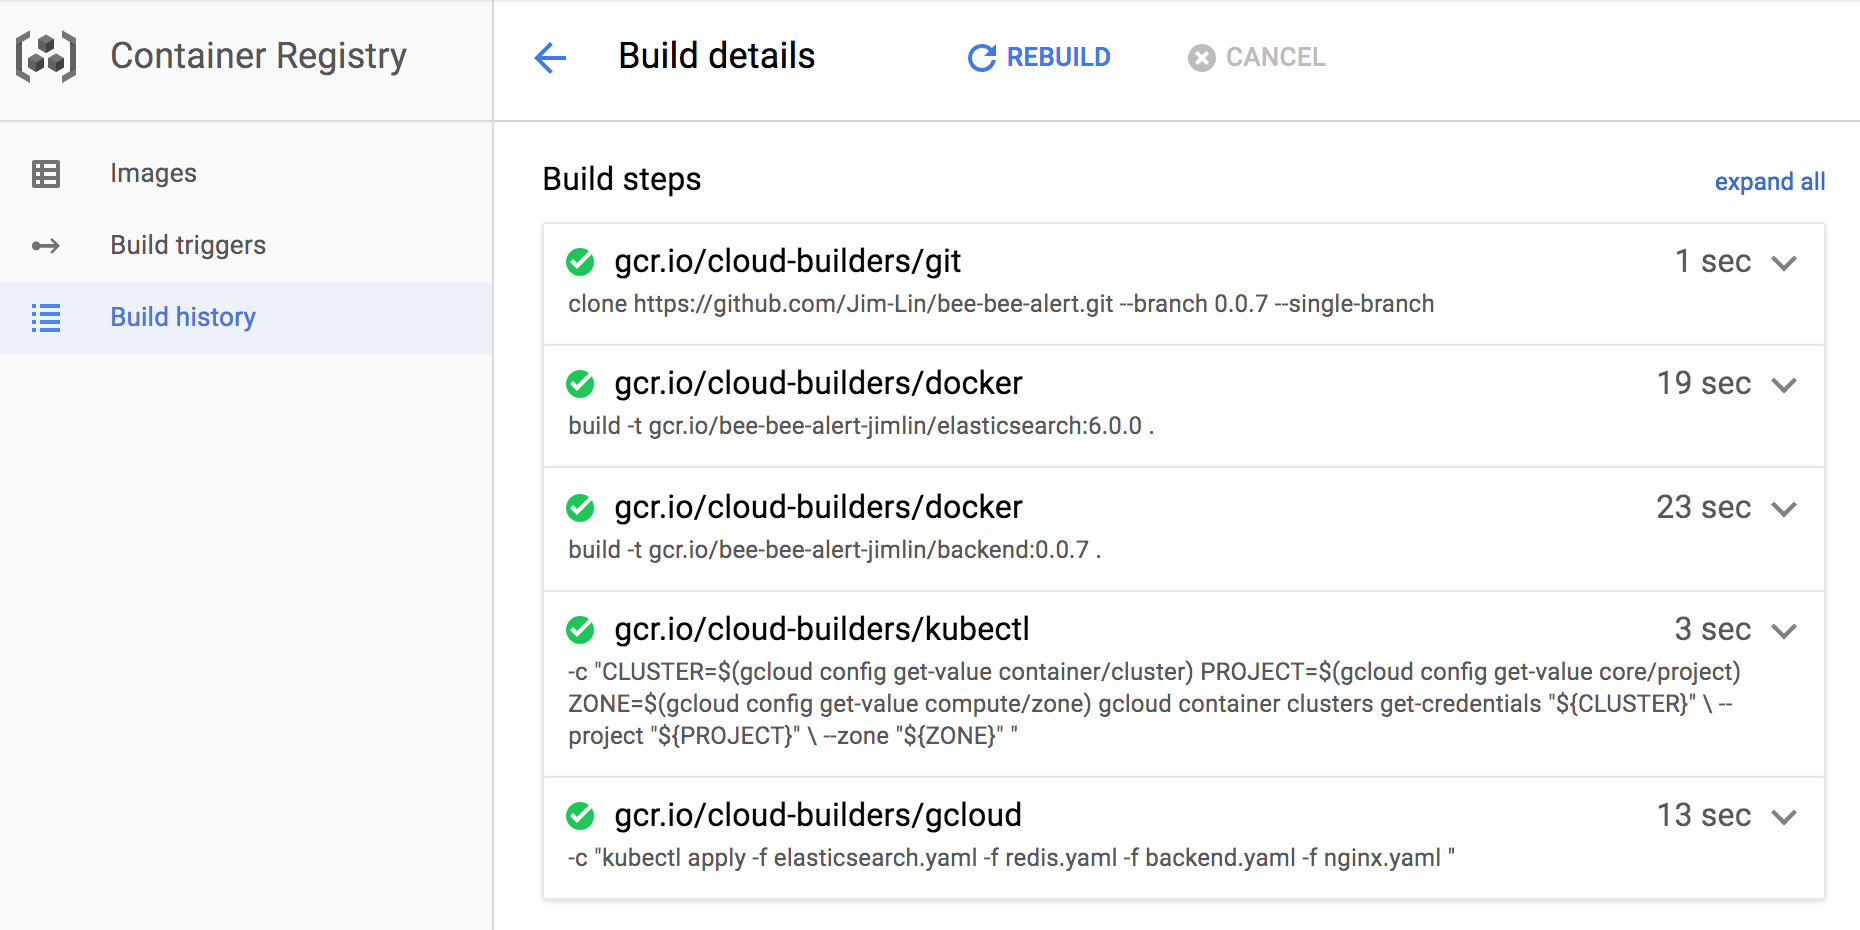 Container Registry
Build details
REBUILD
CANCEL
Images
Build triggers
Build history
Build steps
expand all
gcr.io/cloud-builders/git
1 sec
clone https://github.com/Jim-Lin/bee-bee-alert.git --branch 0.0.7 --single-branch
gcr.io/cloud-builders/docker
19 sec
build -t gcr.io/bee-bee-alert-jimlin/elasticsearch:6.0.0 .
gcr.io/cloud-builders/docker
23 sec
build -t gcr.io/bee-bee-alert-jimlin/backend:0.0.7 .
gcr.io/cloud-builders/kubectl
3 sec
-c "CLUSTER=$(gcloud config get-value container/cluster) PROJECT=$(gcloud config get-value core/project)
ZONE=$(gcloud config get-value compute/zone) gcloud container clusters get-credentials "${CLUSTER}" \ --
project "${PROJECT}" \ --zone "${ZONE}" "
gcr.io/cloud-builders/gcloud
13 sec
-c "kubectl apply -f elasticsearch.yaml -f redis.yaml -f backend.yaml -f nginx.yaml "